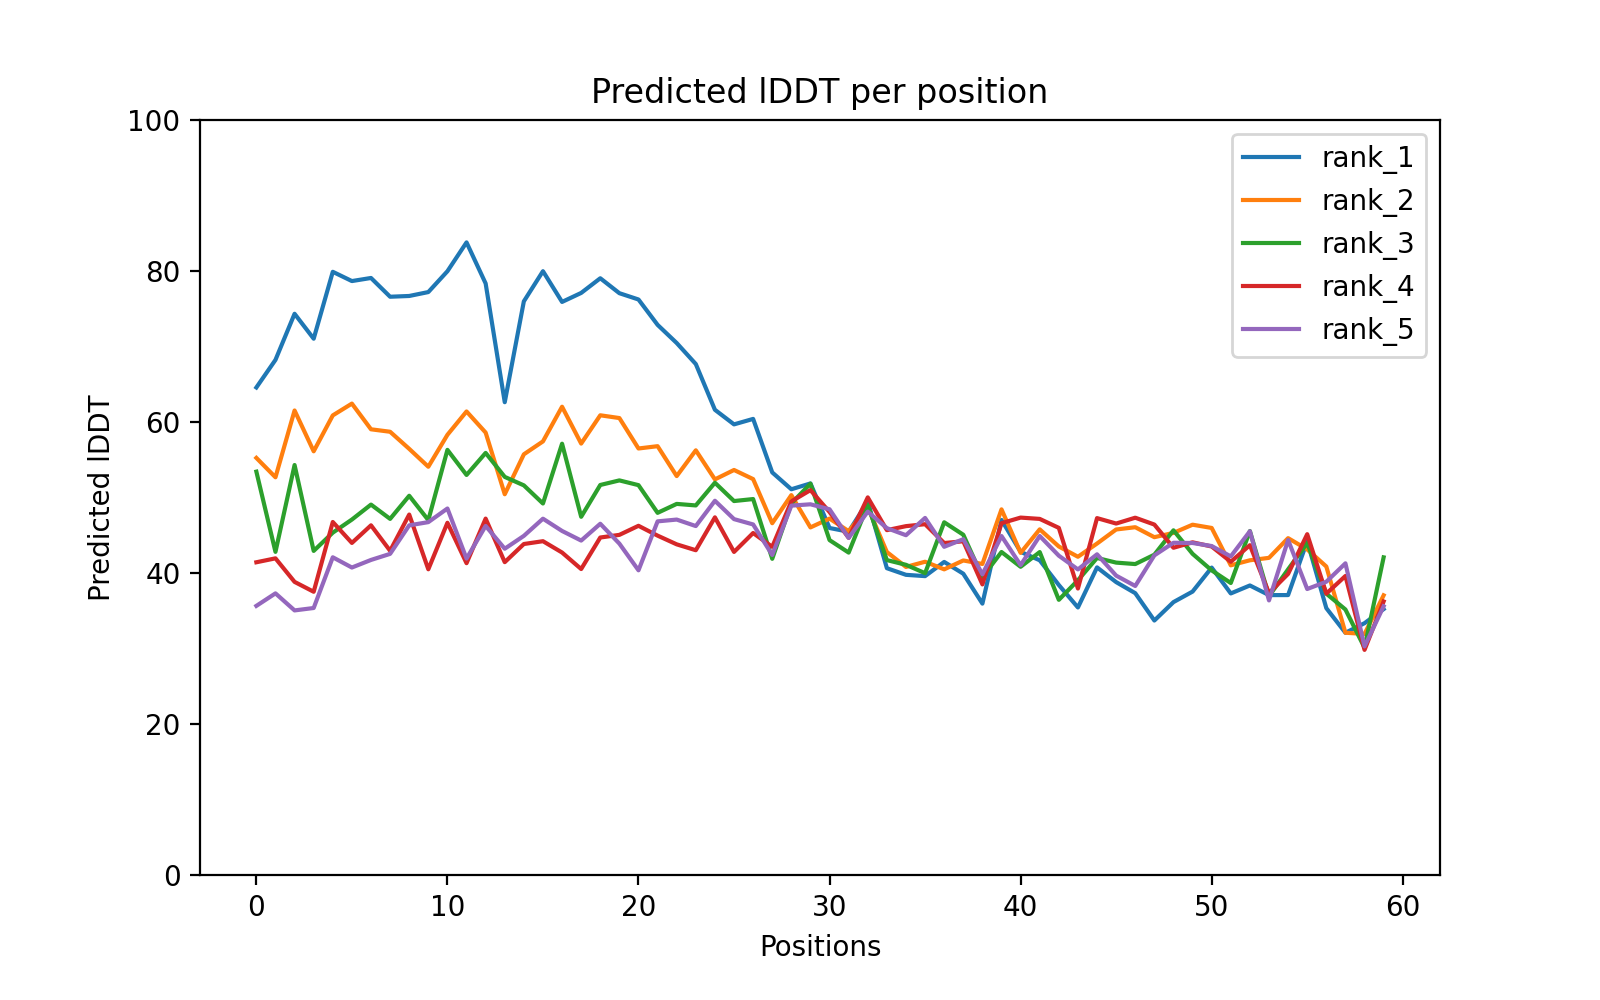 Predicted lDDT per position
100
80
60
40
20
0
Predicted lDDT
rank_1
rank_2
rank_3
rank_4
rank_5
0 10 20 30 40 50 60
Positions